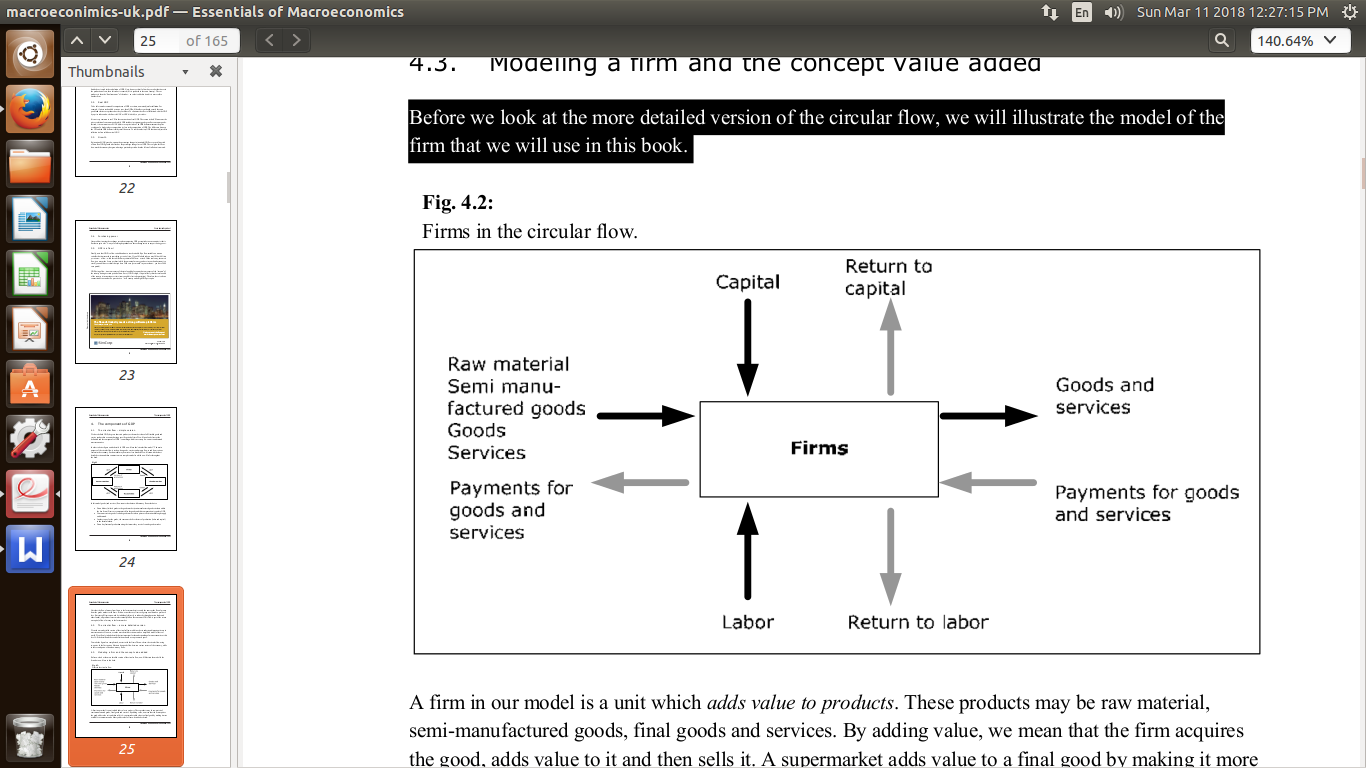 macroeconimics-uk.pdf — Essentials of Macroeconomics
En
Sun Mar 11 2018 12:27:15 PM
25
of 165
140.64%
Thumbnails
22
23
24
25
4.3. Modeling a firm and the concept value added
Before we look at the more detailed version of the circular flow, we will illustrate the model of the
firm that we will use in this book.
Fig. 4.2:
Firms in the circular flow.
Capital
Return to
capital
Raw material
Semi manu-
factured goods
Goods
Services
Goods and
services
Firms
Payments for
goods and
services
Payments for goods
and services
Labor
Return to labor
A firm in our model is a unit which adds value to products. These products may be raw material,
semi-manufactured goods, final goods and services. By adding value, we mean that the firm acquires
the good, adds value to it and then sells it. A supermarket adds value to a final good by making it more